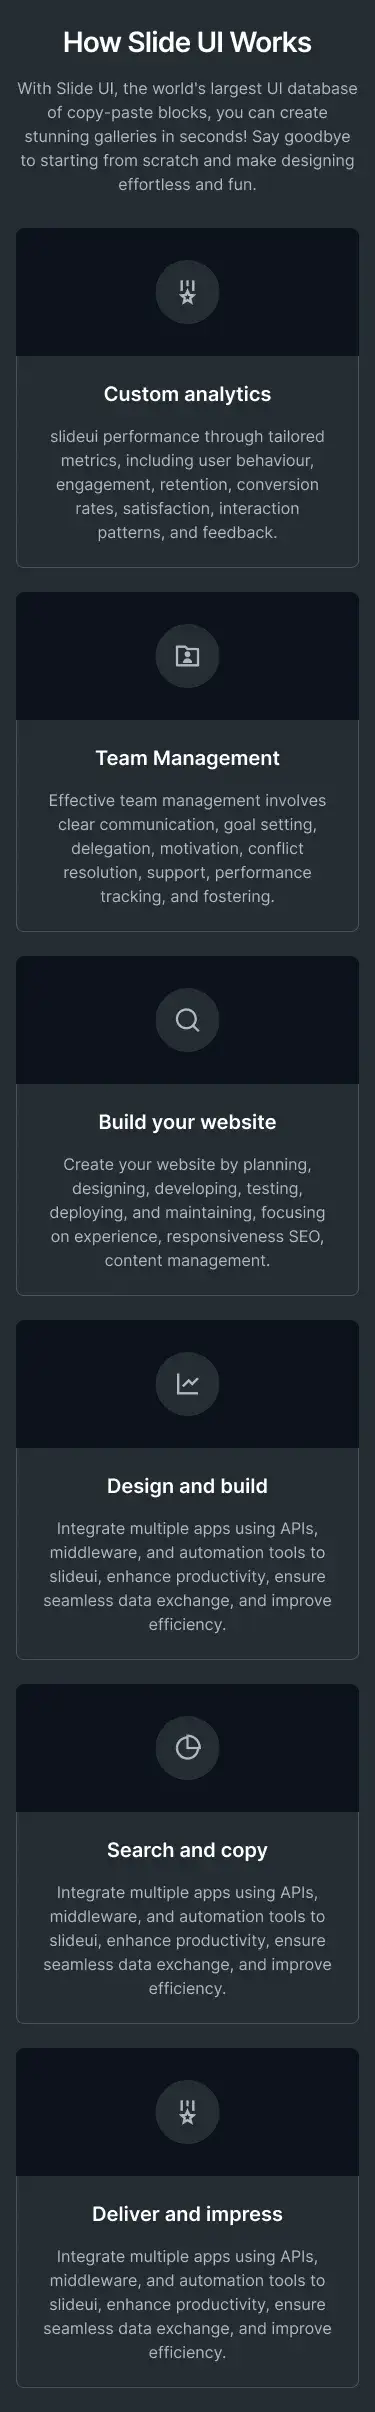 How Slide UI Works
With Slide UI, the world's largest UI database
of copy-paste blocks, you can create
stunning galleries in seconds! Say goodbye
to starting from scratch and make designing
effortless and fun.
Custom analytics
slideui performance through tailored
metrics, including user behaviour,
engagement, retention, conversion
rates, satisfaction, interaction
patterns, and feedback.
Team Management
Effective team management involves
clear communication, goal setting,
delegation, motivation, conflict
resolution, support, performance
tracking, and fostering.
Build your website
Create your website by planning,
designing, developing, testing,
deploying, and maintaining, focusing
on experience, responsiveness SEO,
content management.
Design and build
Integrate multiple apps using APIs,
middleware, and automation tools to
slideui, enhance productivity, ensure
seamless data exchange, and improve
efficiency.
Search and copy
Integrate multiple apps using APIs,
middleware, and automation tools to
slideui, enhance productivity, ensure
seamless data exchange, and improve
efficiency.
Deliver and impress
Integrate multiple apps using APIs,
middleware, and automation tools to
slideui, enhance productivity, ensure
seamless data exchange, and improve
efficiency.